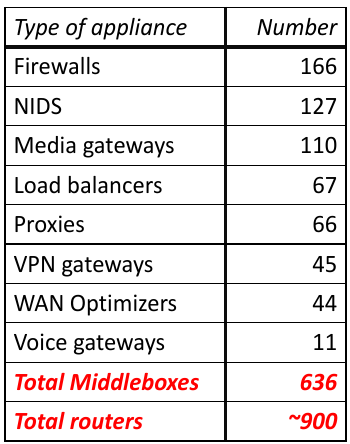 Type of appliance Number
Firewalls 166
NIDS 127
Media gateways 110
Load balancers 67
Proxies 66
VPN gateways 45
WAN Optimizers 44
Voice gateways 11
Total Middleboxes 636
Total routers ~900